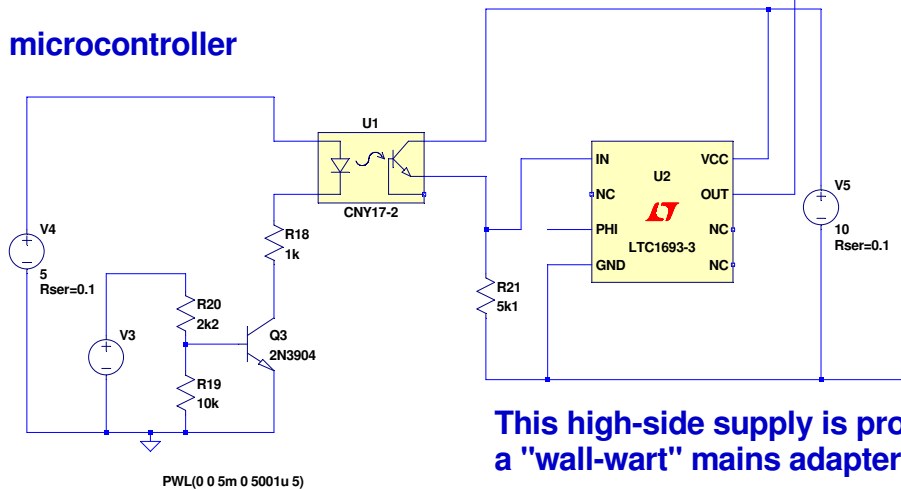 microcontroller
U1
CNY17-2
V4
5
Rser=0.1
V3
R18
1k
R20
2k2
Q3
2N3904
R19
10k
R21
5k1
IN
VCC
U2
NC
OUT
PHI
NC
LTC1693-3
GND
NC
V5
10
Rser=0.1
This high-side supply is pro
a "wall-wart" mains adapter
PWL(0 0 5m 0 5001u 5)